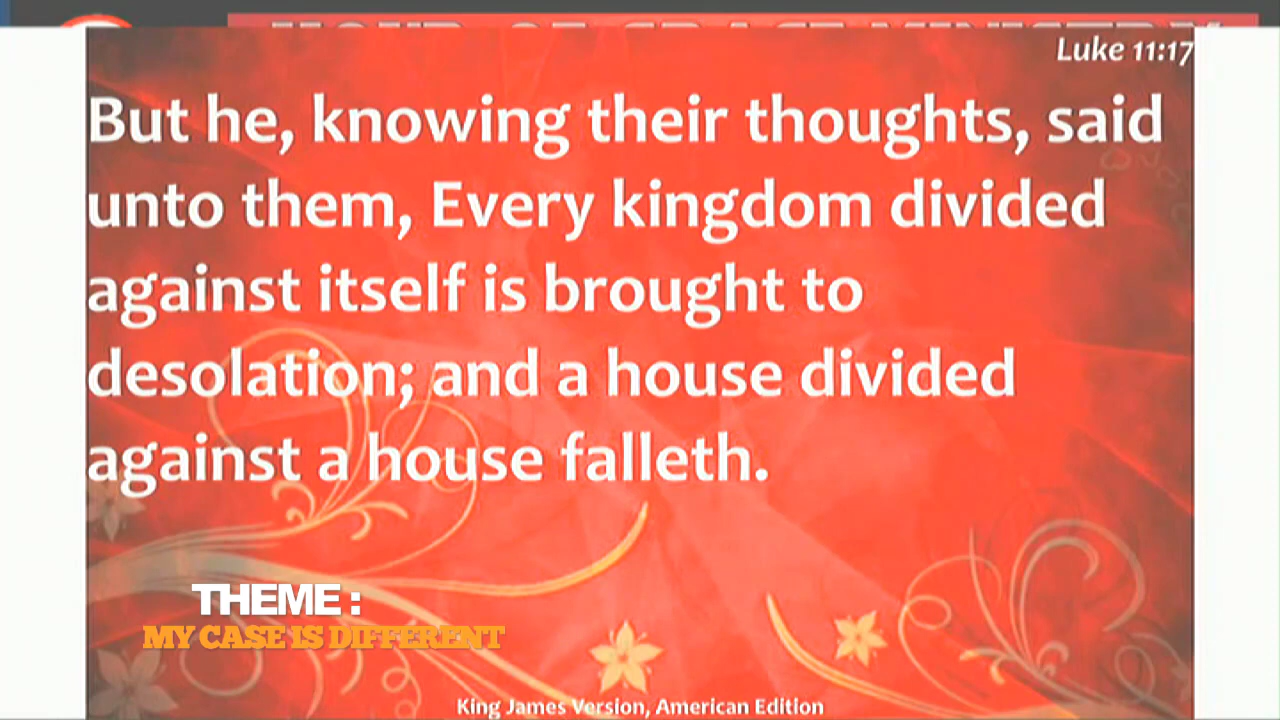 Luke 11:17
But he, knowing their thoughts, said
unto them, Every kingdom divided
against itself is brought to
desolation; and a house divided
against a house falleth.
THEME :
MY CASE IS DIFFERENT
King James Version, American Edition